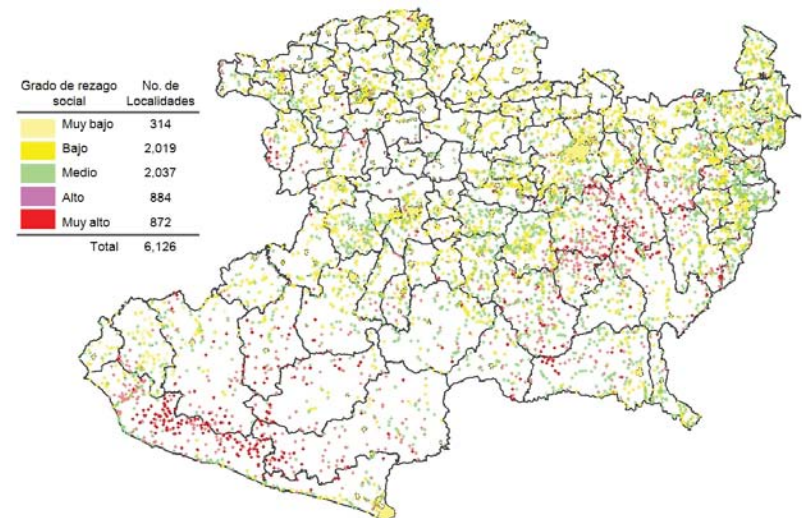 Grado de rezago social No. de Localidades
Muy bajo 314
Bajo 2,019
Medio 2,037
Alto 884
Muy alto 872
Total 6,126